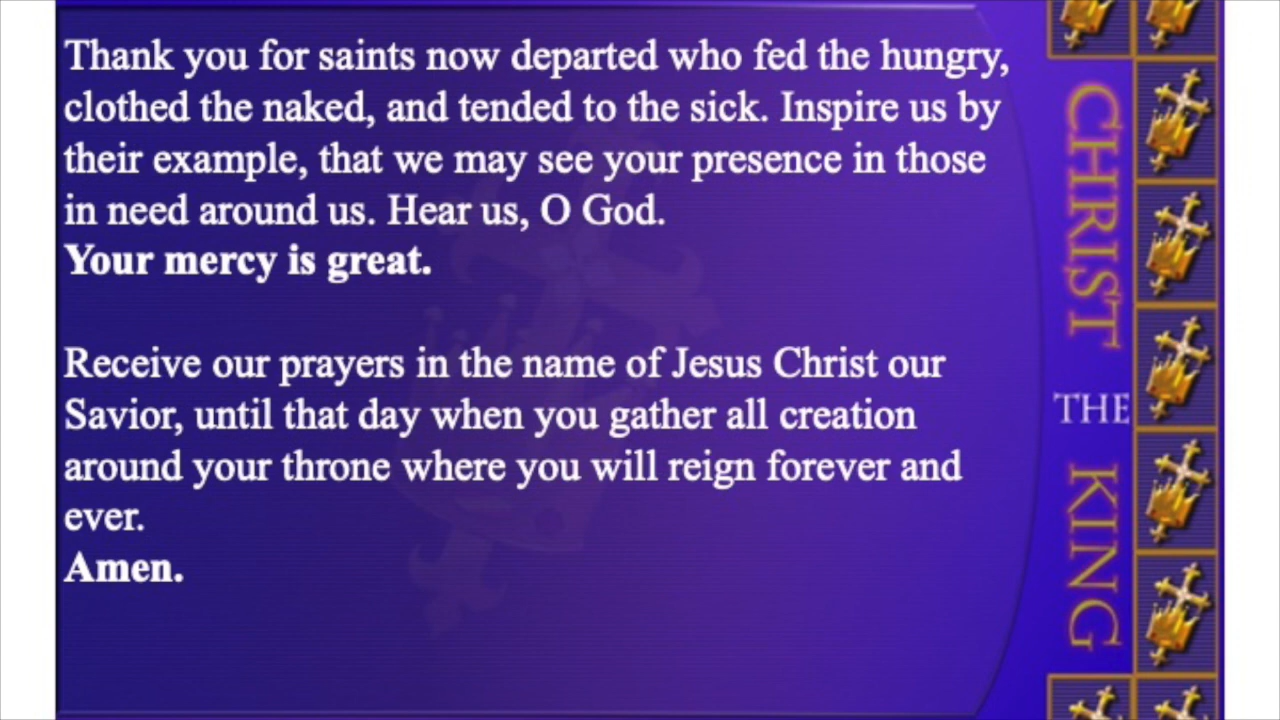 Thank you for saints now departed who fed the hungry,
clothed the naked, and tended to the sick. Inspire us by
their example, that we may see your presence in those
in need around us. Hear us, O God.
Your mercy is great.
Receive our prayers in the name of Jesus Christ our
Savior, until that day when you gather all creation
around your throne where you will reign forever and
ever.
Amen.
CHRIST THE KING